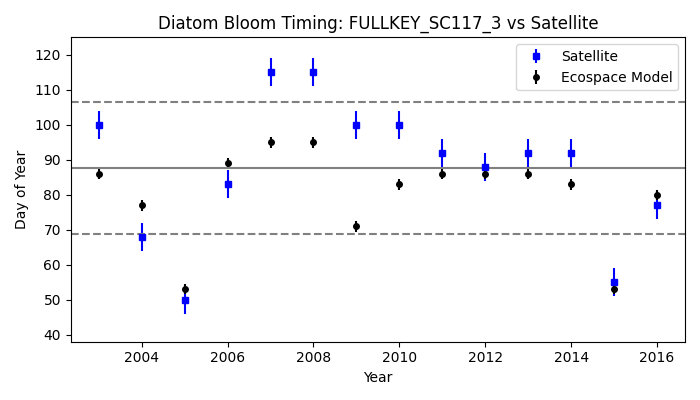 Diatom Bloom Timing: FULLKEY_SC117_3 vs Satellite
Satellite
Ecospace Model
120
110
100
90
80
70
60
50
40
Day of Year
2004 2006 2008 2010 2012 2014 2016
Year